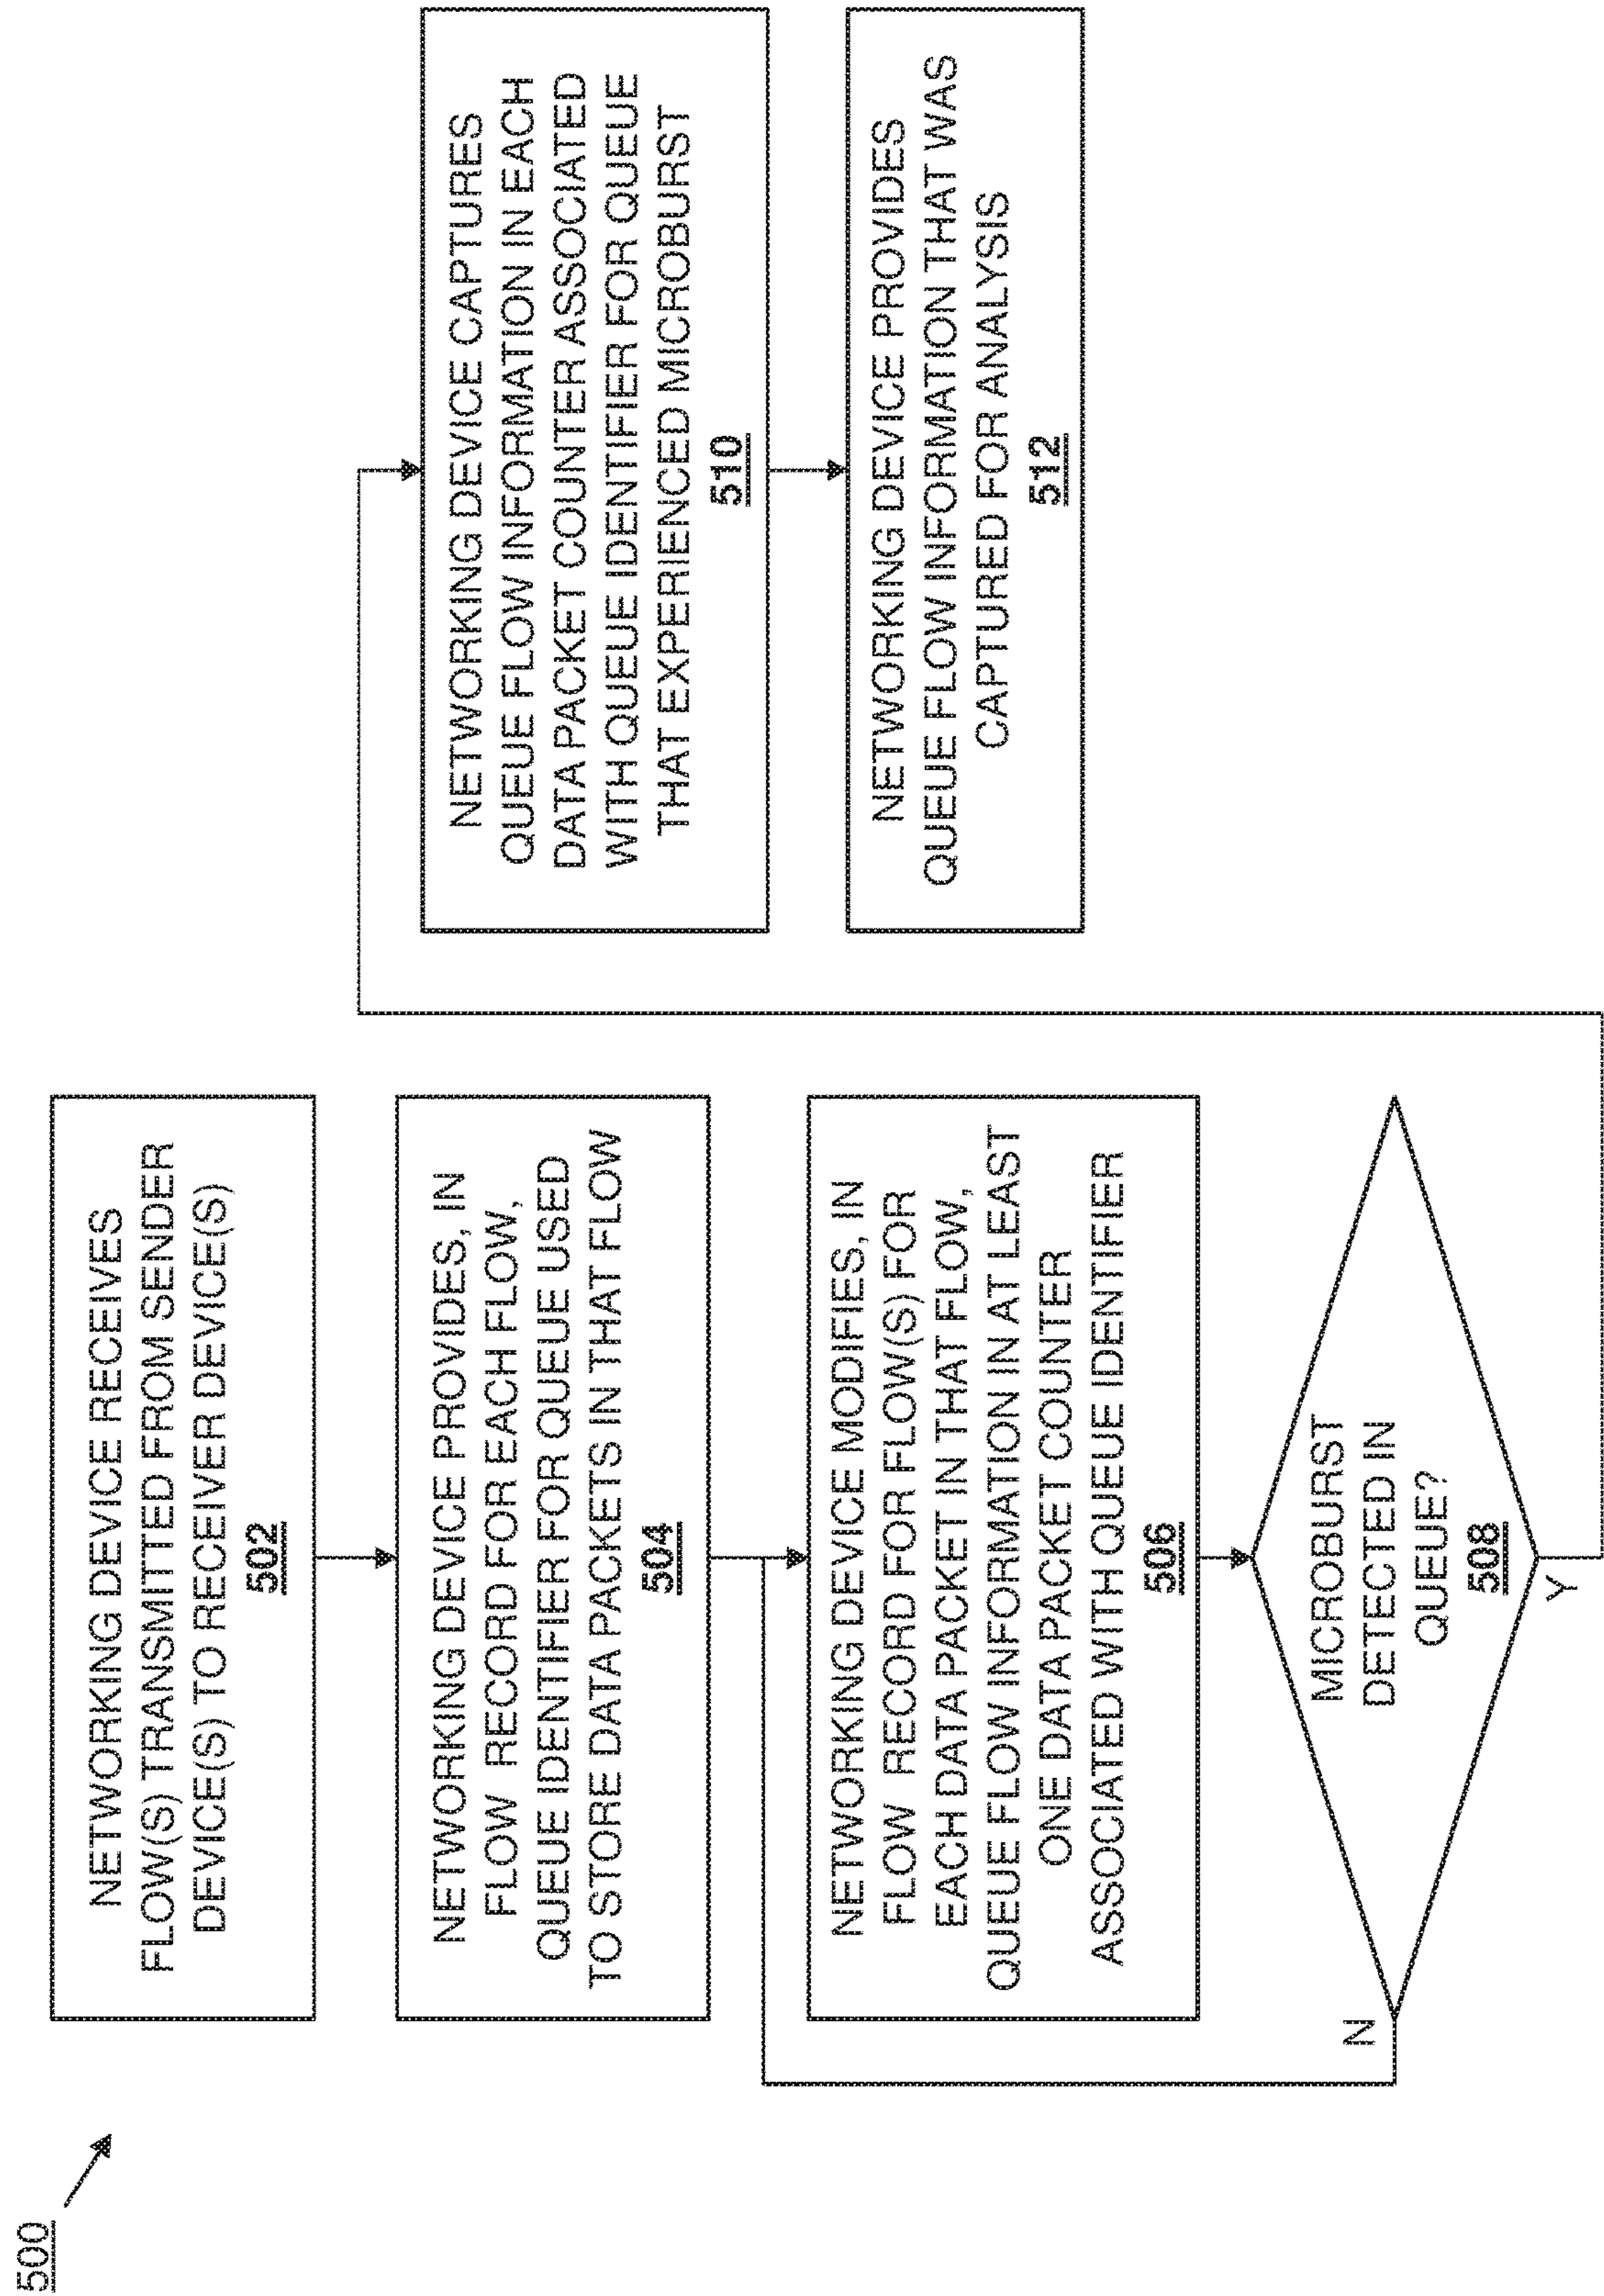 500
NETWORKING DEVICE RECEIVES
FLOW(S) TRANSMITTED FROM SENDER
DEVICE(S) TO RECEIVER DEVICE(S)
502
NETWORKING DEVICE PROVIDES, IN
FLOW RECORD FOR EACH FLOW,
QUEUE IDENTIFIER FOR QUEUE USED
TO STORE DATA PACKETS IN THAT FLOW
504
NETWORKING DEVICE MODIFIES, IN
FLOW RECORD FOR FLOW(S) FOR
EACH DATA PACKET IN THAT FLOW,
QUEUE FLOW INFORMATION IN AT LEAST
ONE DATA PACKET COUNTER
ASSOCIATED WITH QUEUE IDENTIFIER
506
MICROBURST
DETECTED IN
QUEUE?
508
N
Y
NETWORKING DEVICE CAPTURES
QUEUE FLOW INFORMATION IN EACH
DATA PACKET COUNTER ASSOCIATED
WITH QUEUE IDENTIFIER FOR QUEUE
THAT EXPERIENCED MICROBURST
510
NETWORKING DEVICE PROVIDES
QUEUE FLOW INFORMATION THAT WAS
CAPTURED FOR ANALYSIS
512